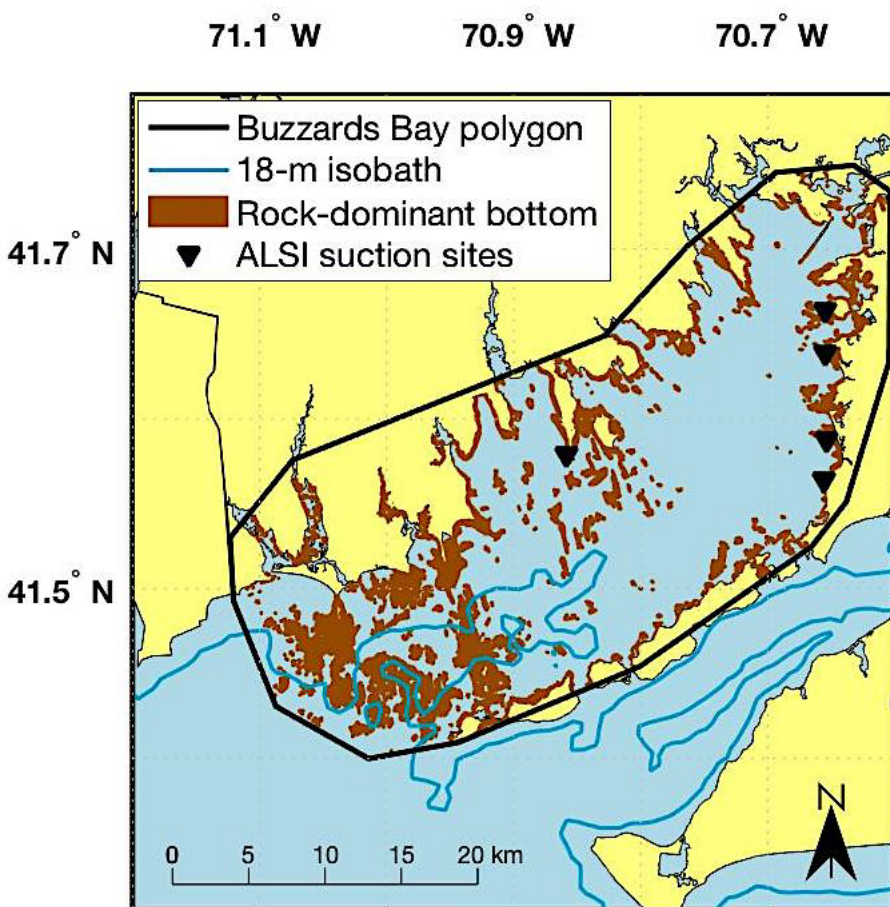 71.1° W 70.9° W 70.7° W
Buzzards Bay polygon
18-m isobath
Rock-dominant bottom
ALSI suction sites
41.7° N
41.5° N
N
0 5 10 15 20 km